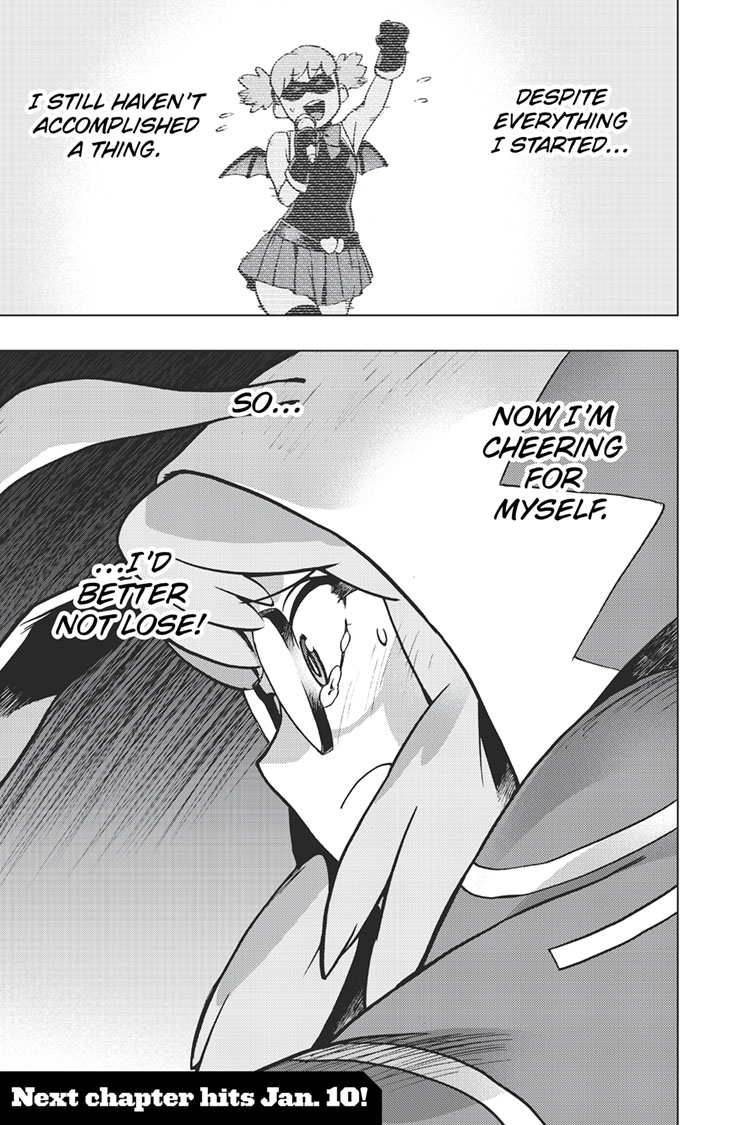 DESPITE
EVERYTHING
I STARTED...
I STILL HAVEN'T
ACCOMPLISHED
A THING.
NOW I'M
CHEERING
FOR
MYSELF.
SO...
...I'D
BETTER
NOT LOSE!
Next chapter hits Jan. 10!